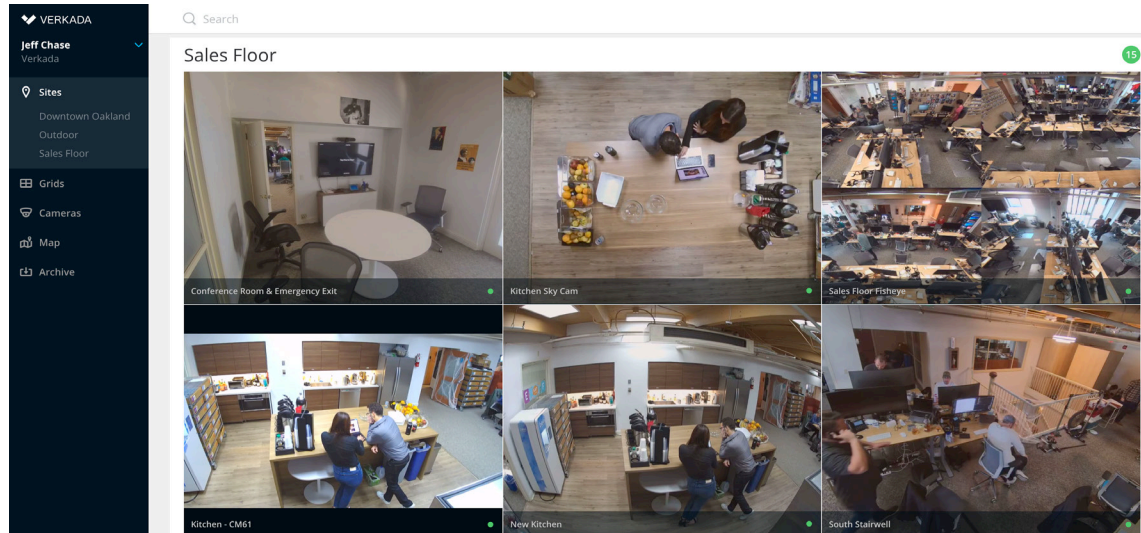 VERKADA
Jeff Chase
Verkada
Sites
Downtown Oakland
Outdoor
Sales Floor
Grids
Cameras
Map
Archive
Search
Sales Floor
15
Conference Room & Emergency Exit
Kitchen Sky Cam
Sales Floor Fisheye
Kitchen - CM61
New Kitchen
South Stairwell